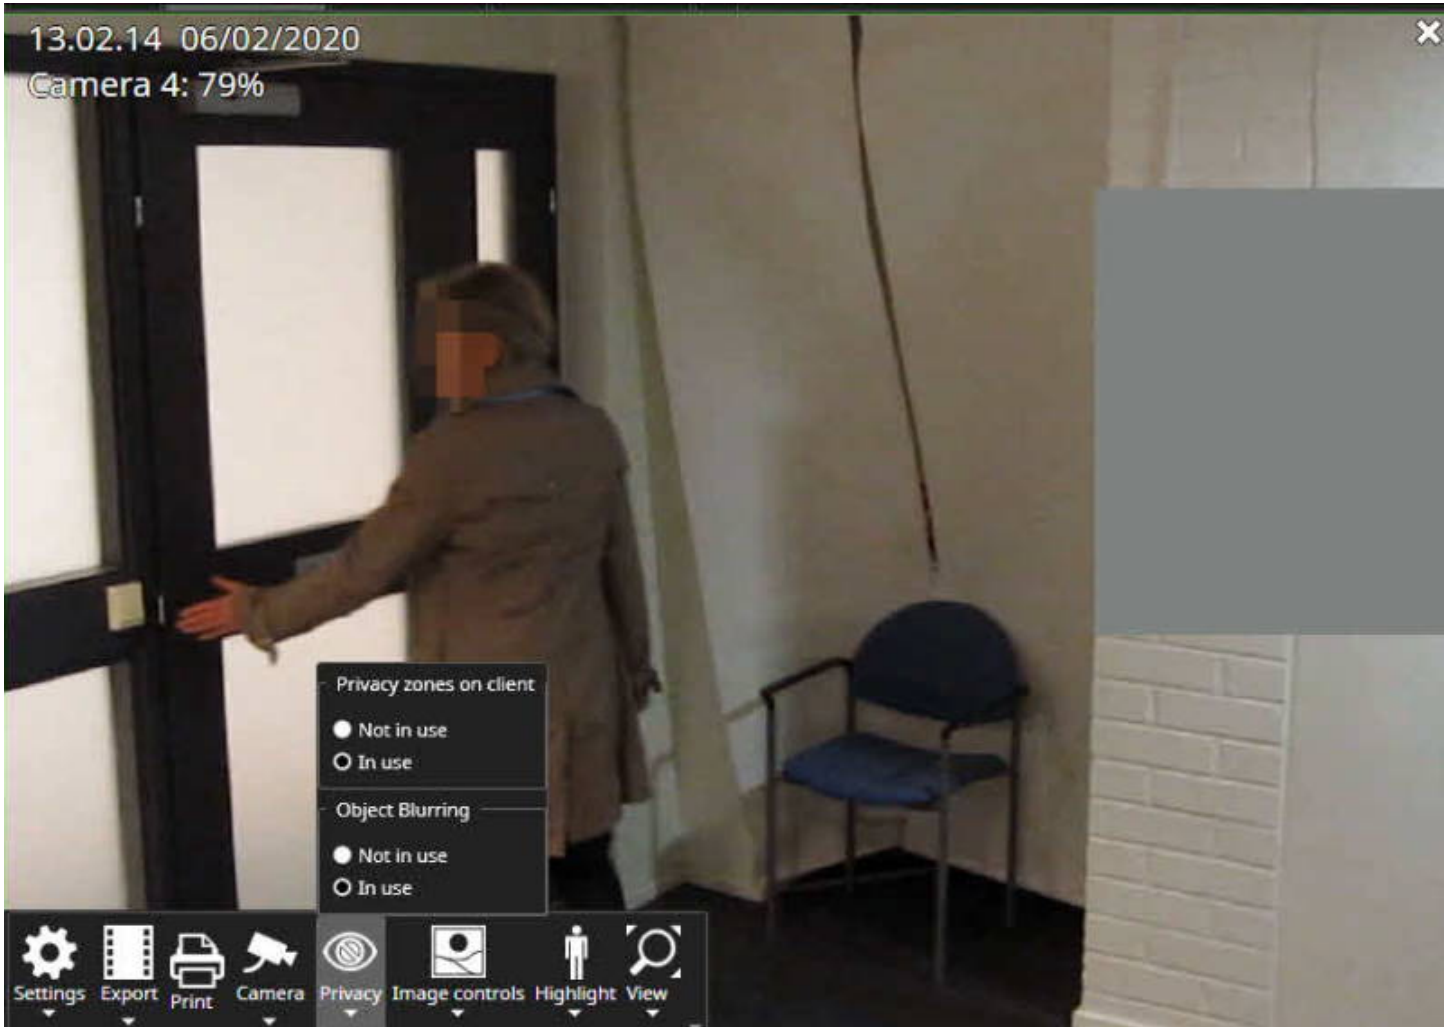 13.02.14 06/02/2020
Camera 4: 79%
Privacy zones on client
Not in use
In use
Object Blurring
Not in use
In use
Settings Export Print Camera Privacy Image controls Highlight View